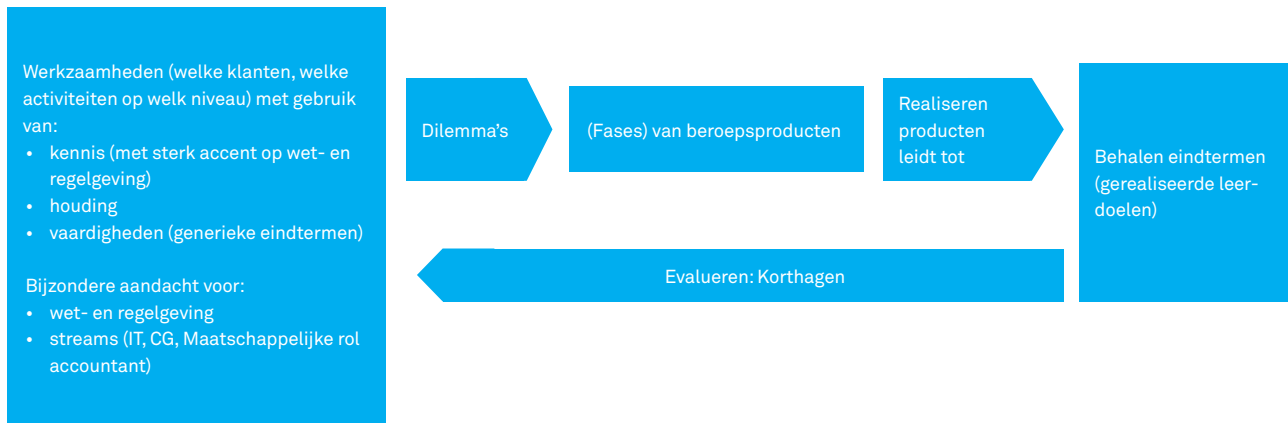 Werkzaamheden (welke klanten, welke
activiteiten op welk niveau) met gebruik
van:
• kennis (met sterk accent op wet- en
regelgeving)
• houding
• vaardigheden (generieke eindtermen)
Bijzondere aandacht voor:
• wet- en regelgeving
• streams (IT, CG, Maatschappelijke rol
accountant)
Dilemma’s
(Fases) van beroepsproducten
Realiseren
producten
leidt tot
Behalen eindtermen
(gerealiseerde leer-
doelen)
Evalueren: Korthagen